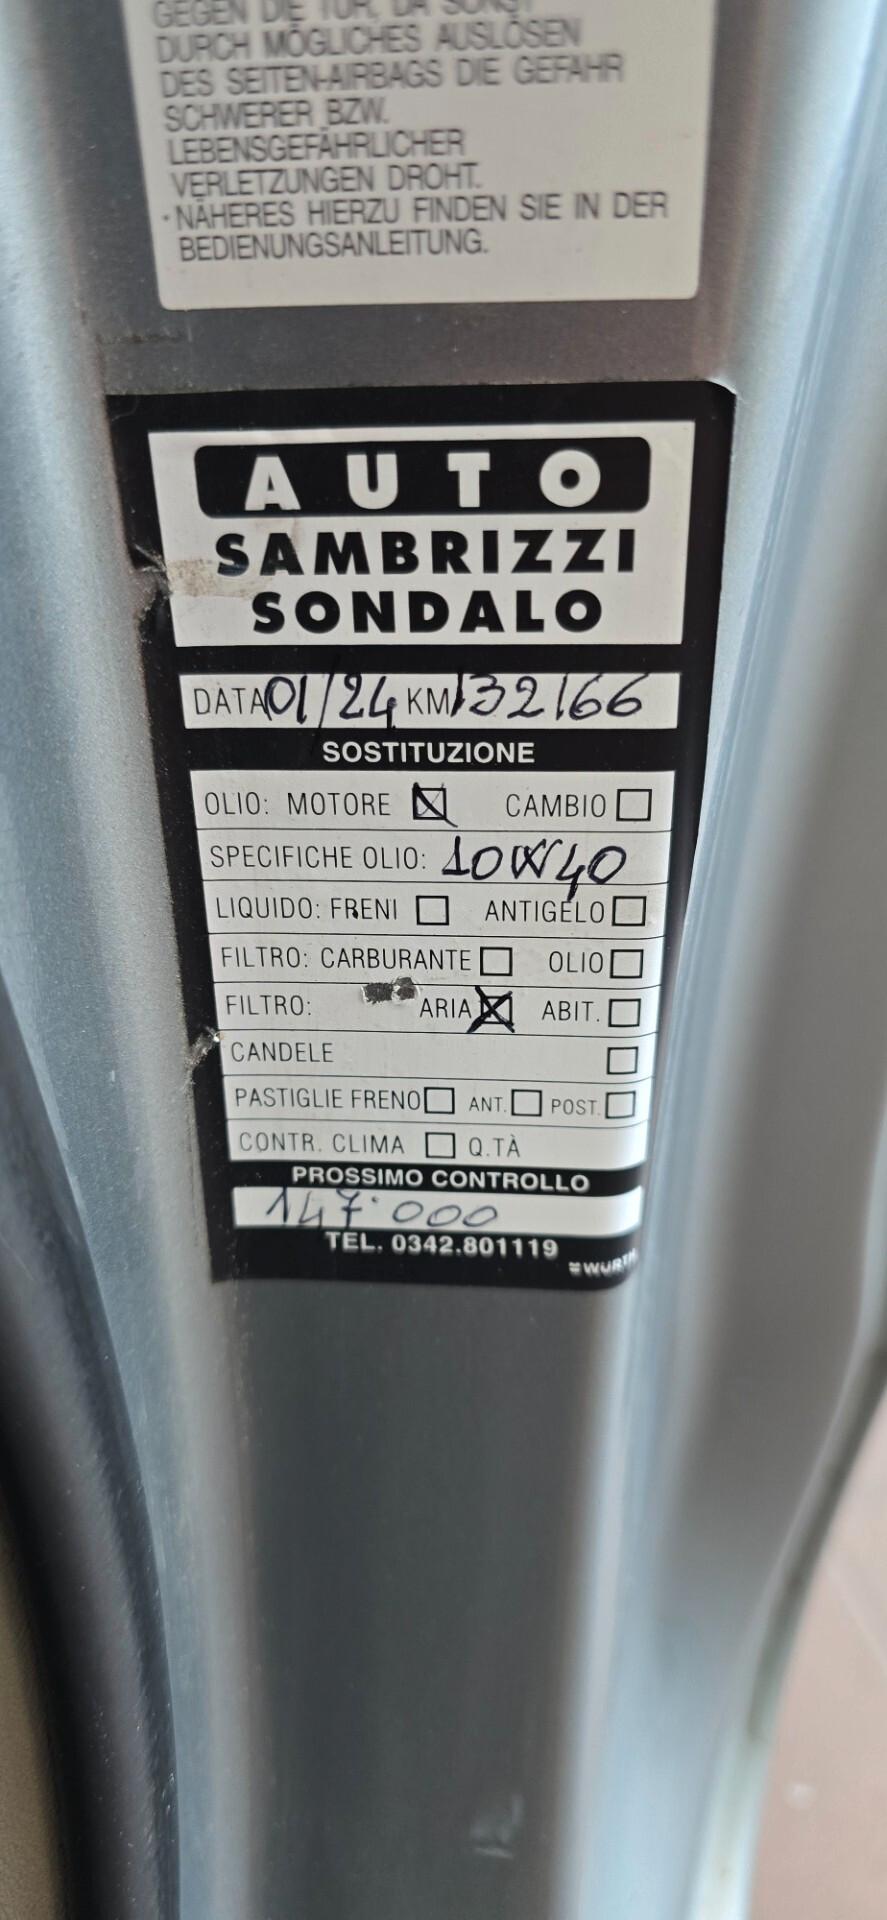 GEGEN DIE TÜR, DA SONST
DURCH MÖGLICHES AUSLÖSEN
DES SEITEN-AIRBAGS DIE GEFAHR
SCHWERER BZW.
LEBENSGEFÄHRLICHER
VERLETZUNGEN DROHT.
·NÄHERES HIERZU FINDEN SIE IN DER
BEDIENUNGSANLEITUNG.
AUTO
SAMBRIZZI
SONDALO
DATA 01/24 KM 132166
SOSTITUZIONE
OLIO: MOTORE CAMBIO
SPECIFICHE OLIO: 10W40
LIQUIDO: FRENI ANTIGELO
FILTRO: CARBURANTE OLIO
FILTRO: ARIA ABIT.
CANDELE
PASTIGLIE FRENO ANT. POST.
CONTR. CLIMA Q.TÀ
PROSSIMO CONTROLLO
147.000
TEL. 0342.801119
WÜRTH